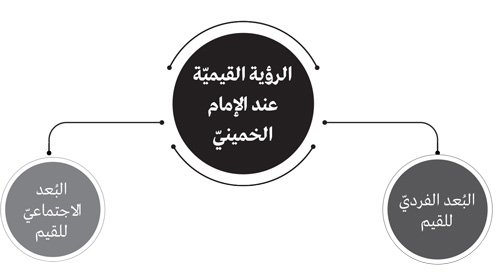 الرؤية القيميّة
عند الإمام
الخمينيّ
البُعد الفرديّ
للقيم
البُعد
الاجتماعيّ
للقيم